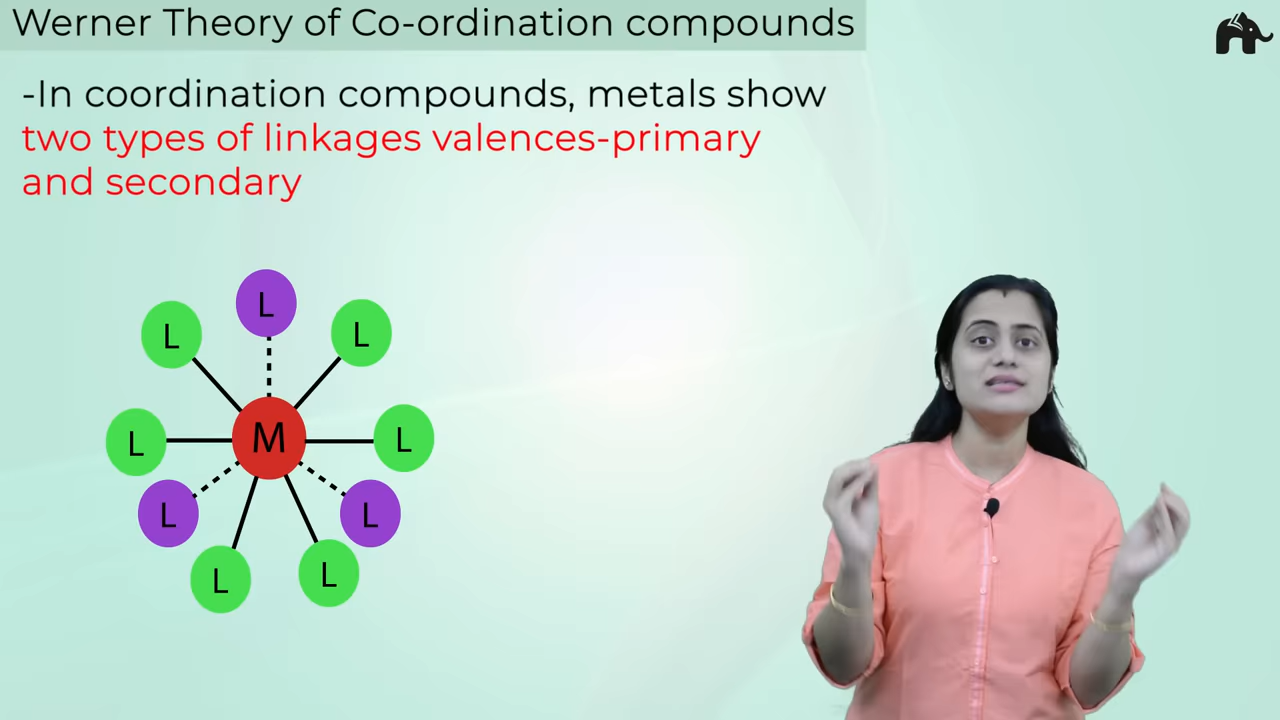 Werner Theory of Co-ordination compounds
-In coordination compounds, metals show
two types of linkages valences-primary
and secondary
L
L
L
L
M
L
L
L
L
L